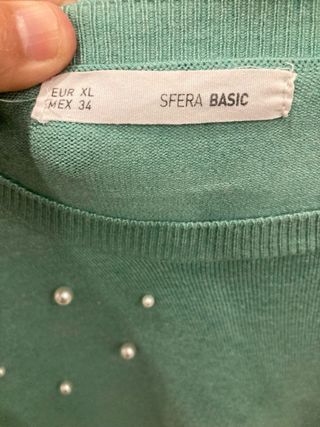 EUR XL
MEX 34
SFERA BASIC